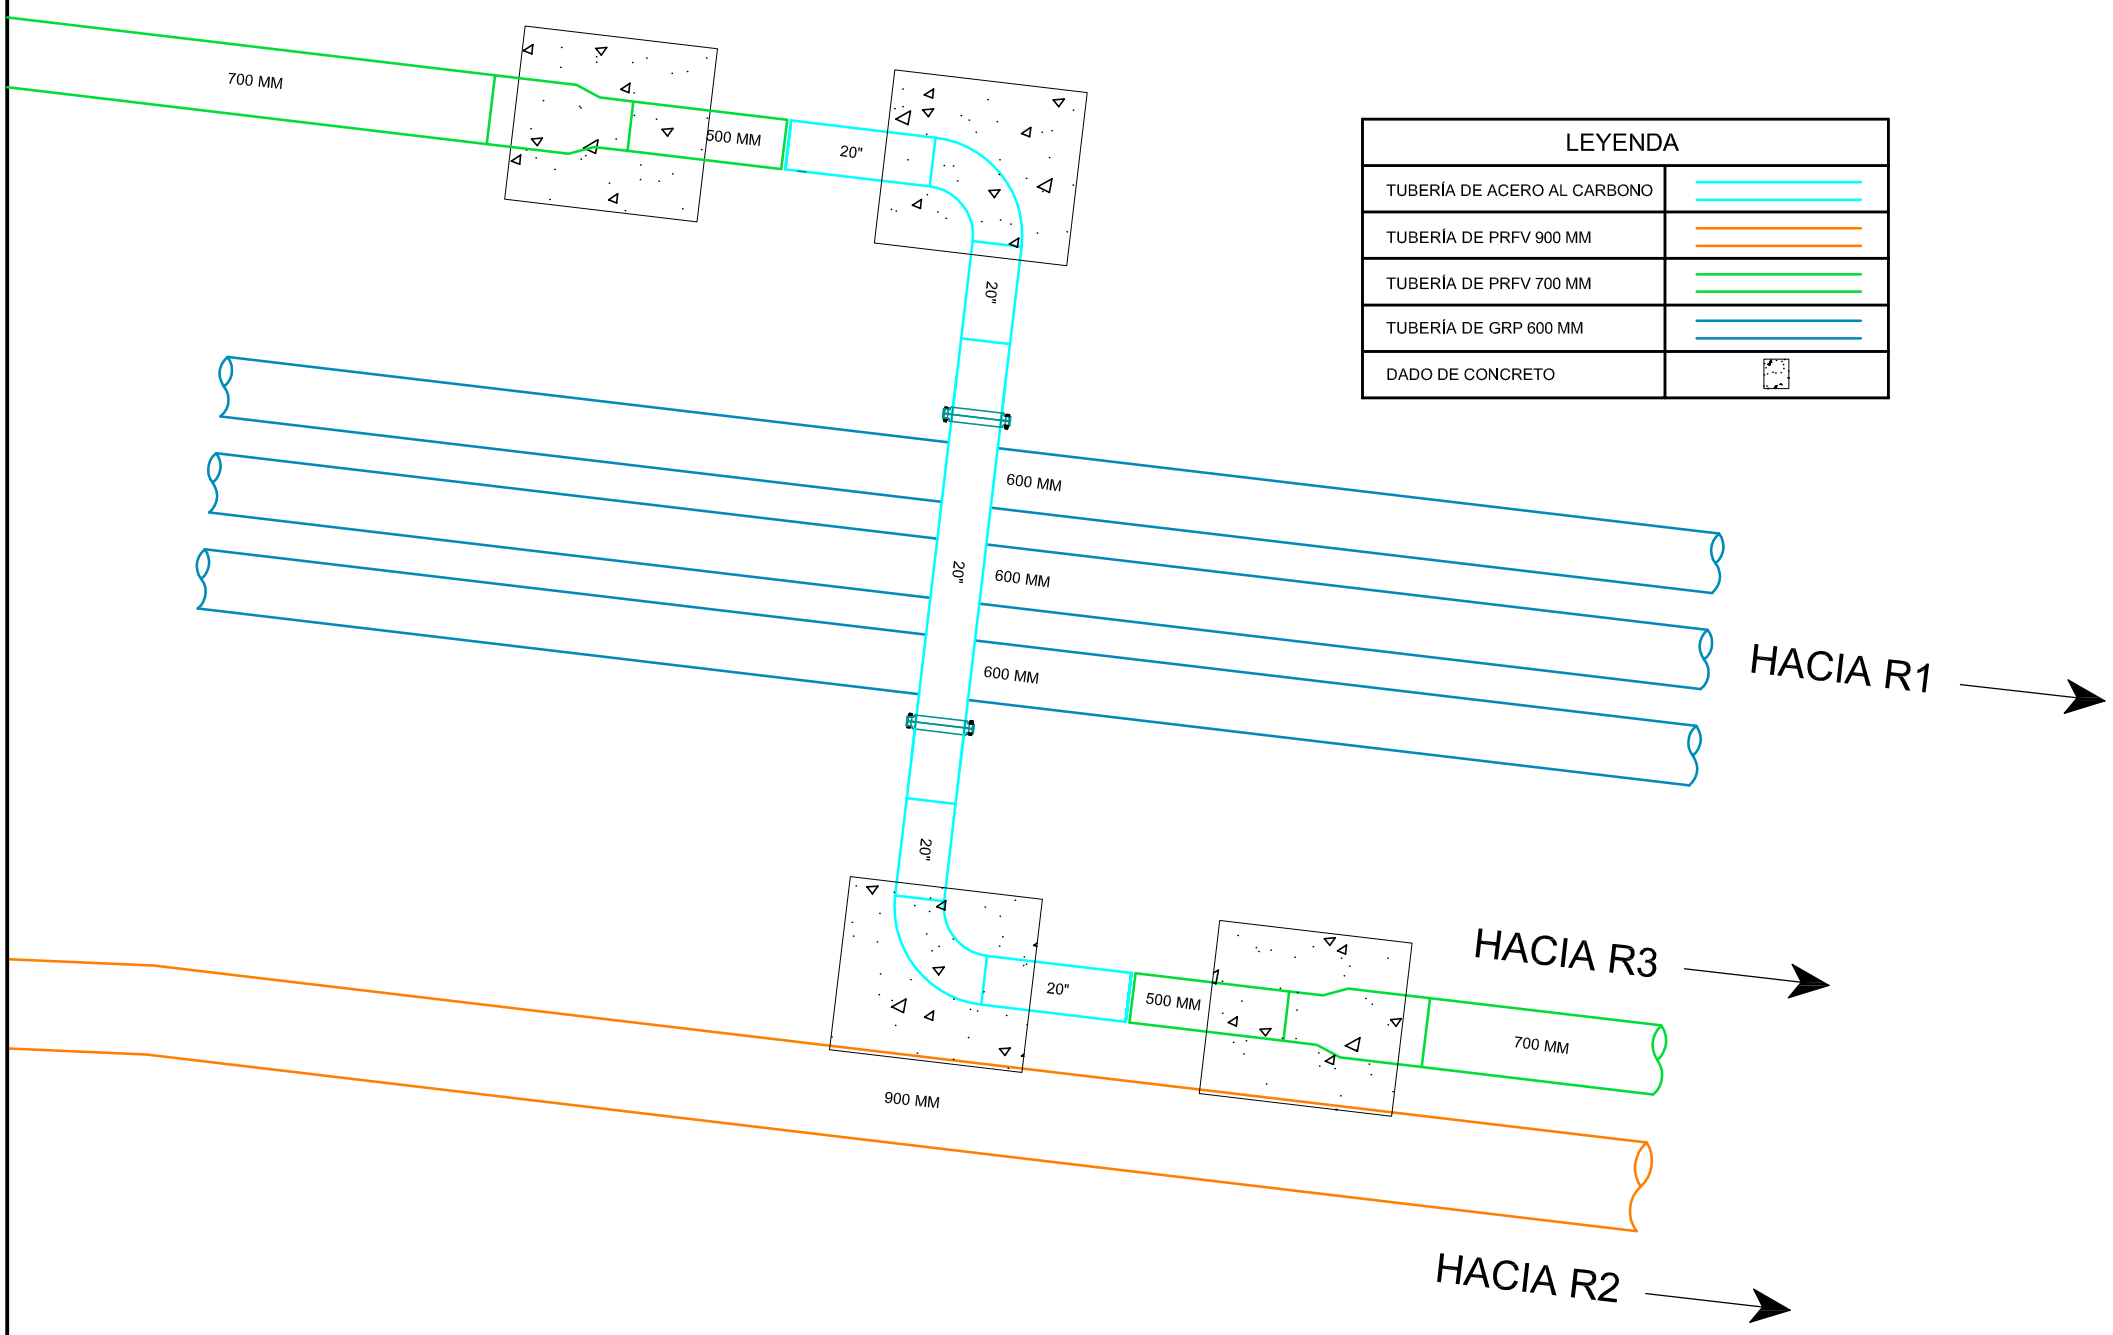 700 MM
500 MM
20"
20"
LEYENDA
TUBERÍA DE ACERO AL CARBONO
TUBERÍA DE PRFV 900 MM
TUBERÍA DE PRFV 700 MM
TUBERÍA DE GRP 600 MM
DADO DE CONCRETO
600 MM
20"
600 MM
600 MM
HACIA R1
20"
20"
500 MM
700 MM
HACIA R3
900 MM
HACIA R2